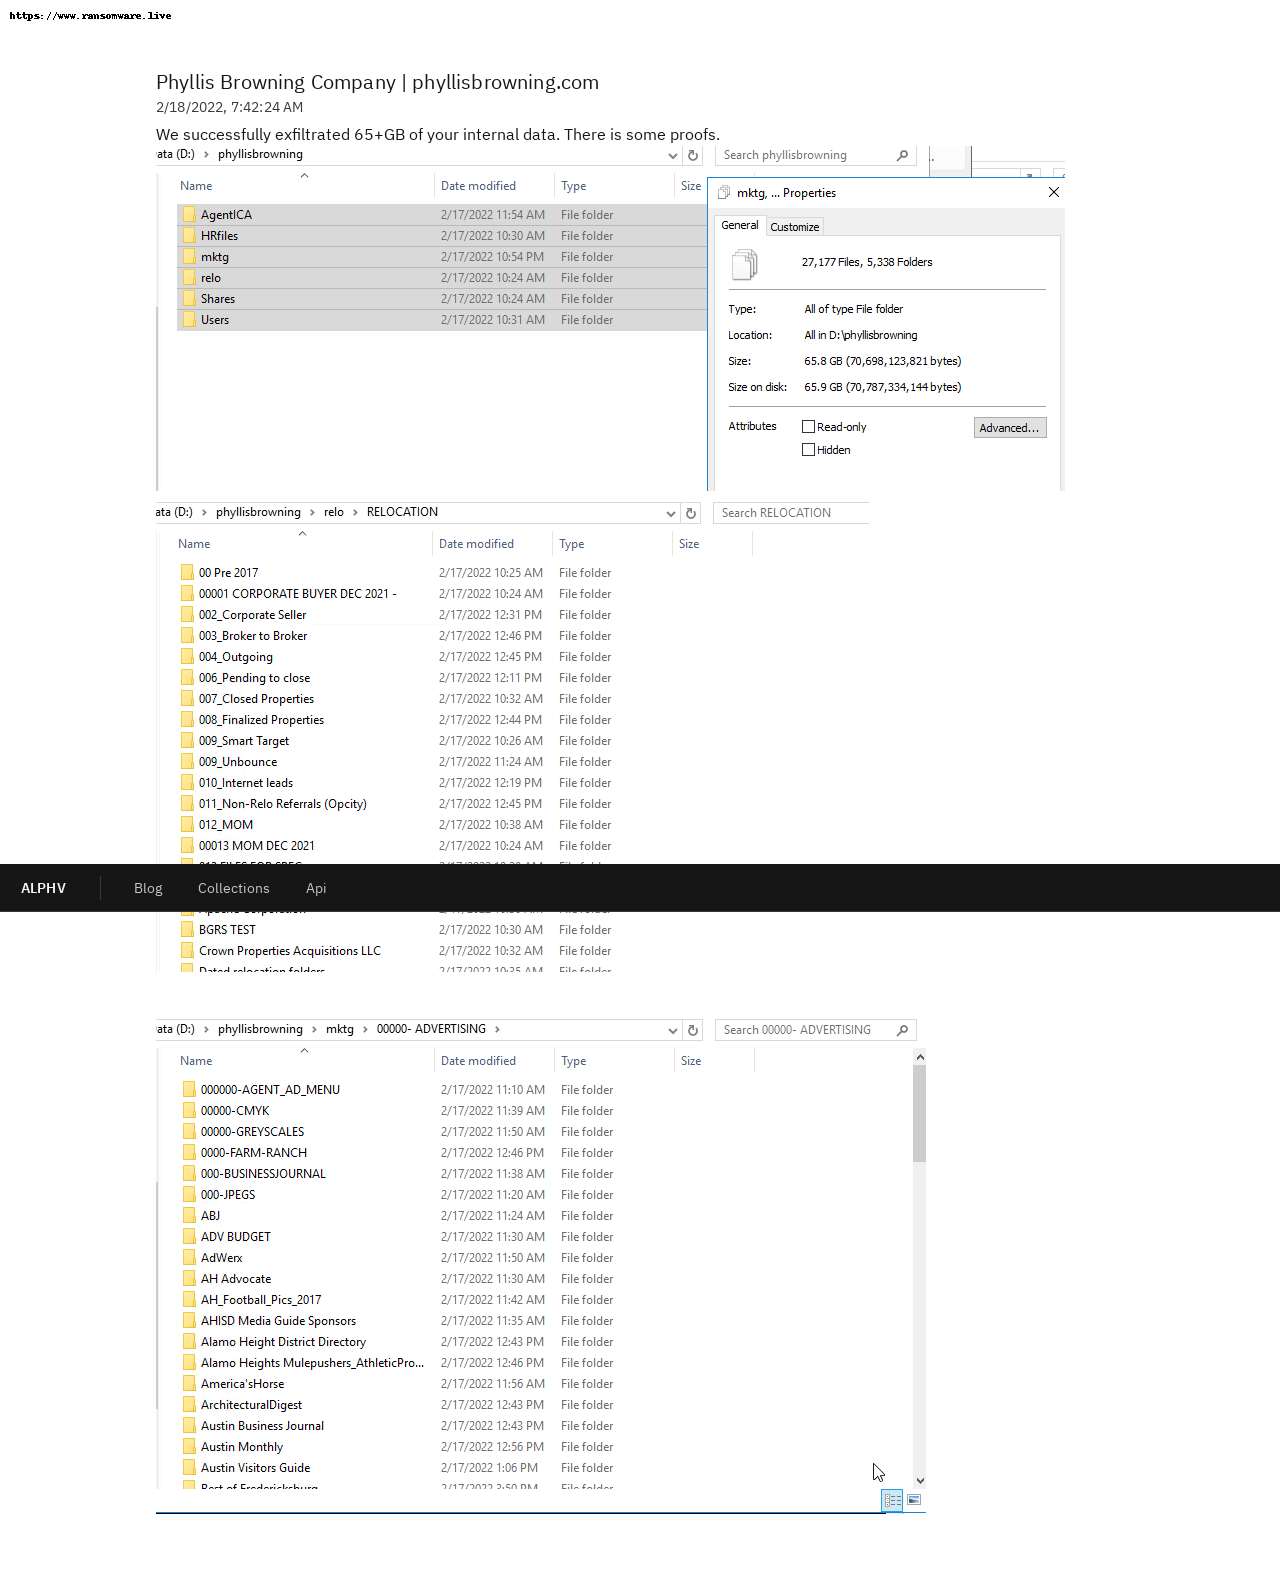 https://www.ransomware.live
Phyllis Browning Company | phyllisbrowning.com
2/18/2022, 7:42:24 AM
We successfully exfiltrated 65+GB of your internal data. There is some proofs.
ata (D:) > phyllisbrowning Search phyllisbrowning
Name Date modified Type Size
AgentICA 2/17/2022 11:54 AM File folder
HRfiles 2/17/2022 10:30 AM File folder
mktg 2/17/2022 10:54 PM File folder
relo 2/17/2022 10:24 AM File folder
Shares 2/17/2022 10:24 AM File folder
Users 2/17/2022 10:31 AM File folder
mktg, ... Properties
General Customize
27,177 Files, 5,338 Folders
Type: All of type File folder
Location: All in D:\phyllisbrowning
Size: 65.8 GB (70,698,123,821 bytes)
Size on disk: 65.9 GB (70,787,334,144 bytes)
Attributes Read-only Advanced...
Hidden
ata (D:) > phyllisbrowning > relo > RELOCATION Search RELOCATION
Name Date modified Type Size
00 Pre 2017 2/17/2022 10:25 AM File folder
00001 CORPORATE BUYER DEC 2021 - 2/17/2022 10:24 AM File folder
002_Corporate Seller 2/17/2022 12:31 PM File folder
003_Broker to Broker 2/17/2022 12:46 PM File folder
004_Outgoing 2/17/2022 12:45 PM File folder
006_Pending to close 2/17/2022 12:11 PM File folder
007_Closed Properties 2/17/2022 10:32 AM File folder
008_Finalized Properties 2/17/2022 12:44 PM File folder
009_Smart Target 2/17/2022 10:26 AM File folder
009_Unbounce 2/17/2022 11:24 AM File folder
010_Internet leads 2/17/2022 12:19 PM File folder
011_Non-Relo Referrals (Opcity) 2/17/2022 12:45 PM File folder
012_MOM 2/17/2022 10:38 AM File folder
00013 MOM DEC 2021 2/17/2022 10:24 AM File folder
ALPHV Blog Collections Api
BGRS TEST 2/17/2022 10:30 AM File folder
Crown Properties Acquisitions LLC 2/17/2022 10:32 AM File folder
Dated relocation folders 2/17/2022 10:35 AM File folder
ata (D:) > phyllisbrowning > mktg > 00000- ADVERTISING > Search 00000- ADVERTISING
Name Date modified Type Size
000000-AGENT_AD_MENU 2/17/2022 11:10 AM File folder
00000-CMYK 2/17/2022 11:39 AM File folder
00000-GREYSCALES 2/17/2022 11:50 AM File folder
0000-FARM-RANCH 2/17/2022 12:46 PM File folder
000-BUSINESSJOURNAL 2/17/2022 11:38 AM File folder
000-JPEGS 2/17/2022 11:20 AM File folder
ABJ 2/17/2022 11:24 AM File folder
ADV BUDGET 2/17/2022 11:30 AM File folder
AdWerx 2/17/2022 11:50 AM File folder
AH Advocate 2/17/2022 11:30 AM File folder
AH_Football_Pics_2017 2/17/2022 11:42 AM File folder
AHISD Media Guide Sponsors 2/17/2022 11:35 AM File folder
Alamo Height District Directory 2/17/2022 12:43 PM File folder
Alamo Heights Mulepushers_AthleticPro... 2/17/2022 12:46 PM File folder
America'sHorse 2/17/2022 11:56 AM File folder
ArchitecturalDigest 2/17/2022 12:43 PM File folder
Austin Business Journal 2/17/2022 12:43 PM File folder
Austin Monthly 2/17/2022 12:56 PM File folder
Austin Visitors Guide 2/17/2022 1:06 PM File folder
Best of Fredericksburg 2/17/2022 3:50 PM File folder